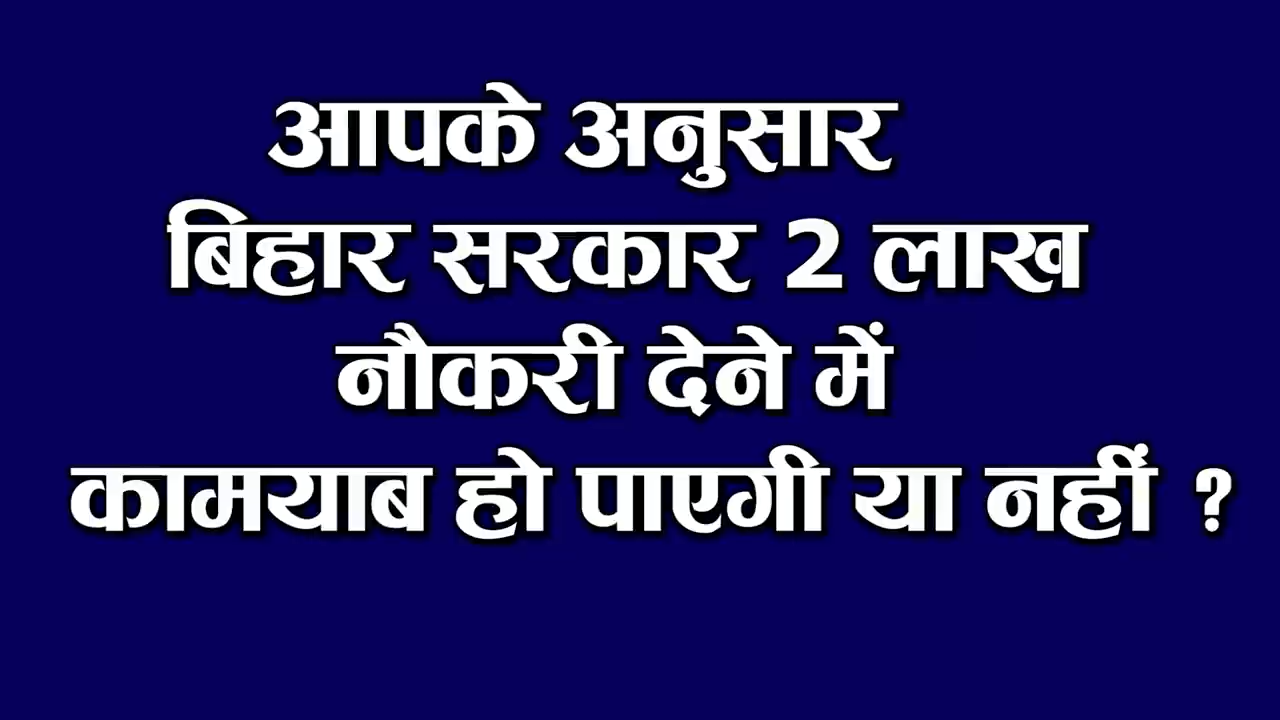 आपके अनुसार
बिहार सरकार 2 लाख
नौकरी देने में
कामयाब हो पाएगी या नहीं ?